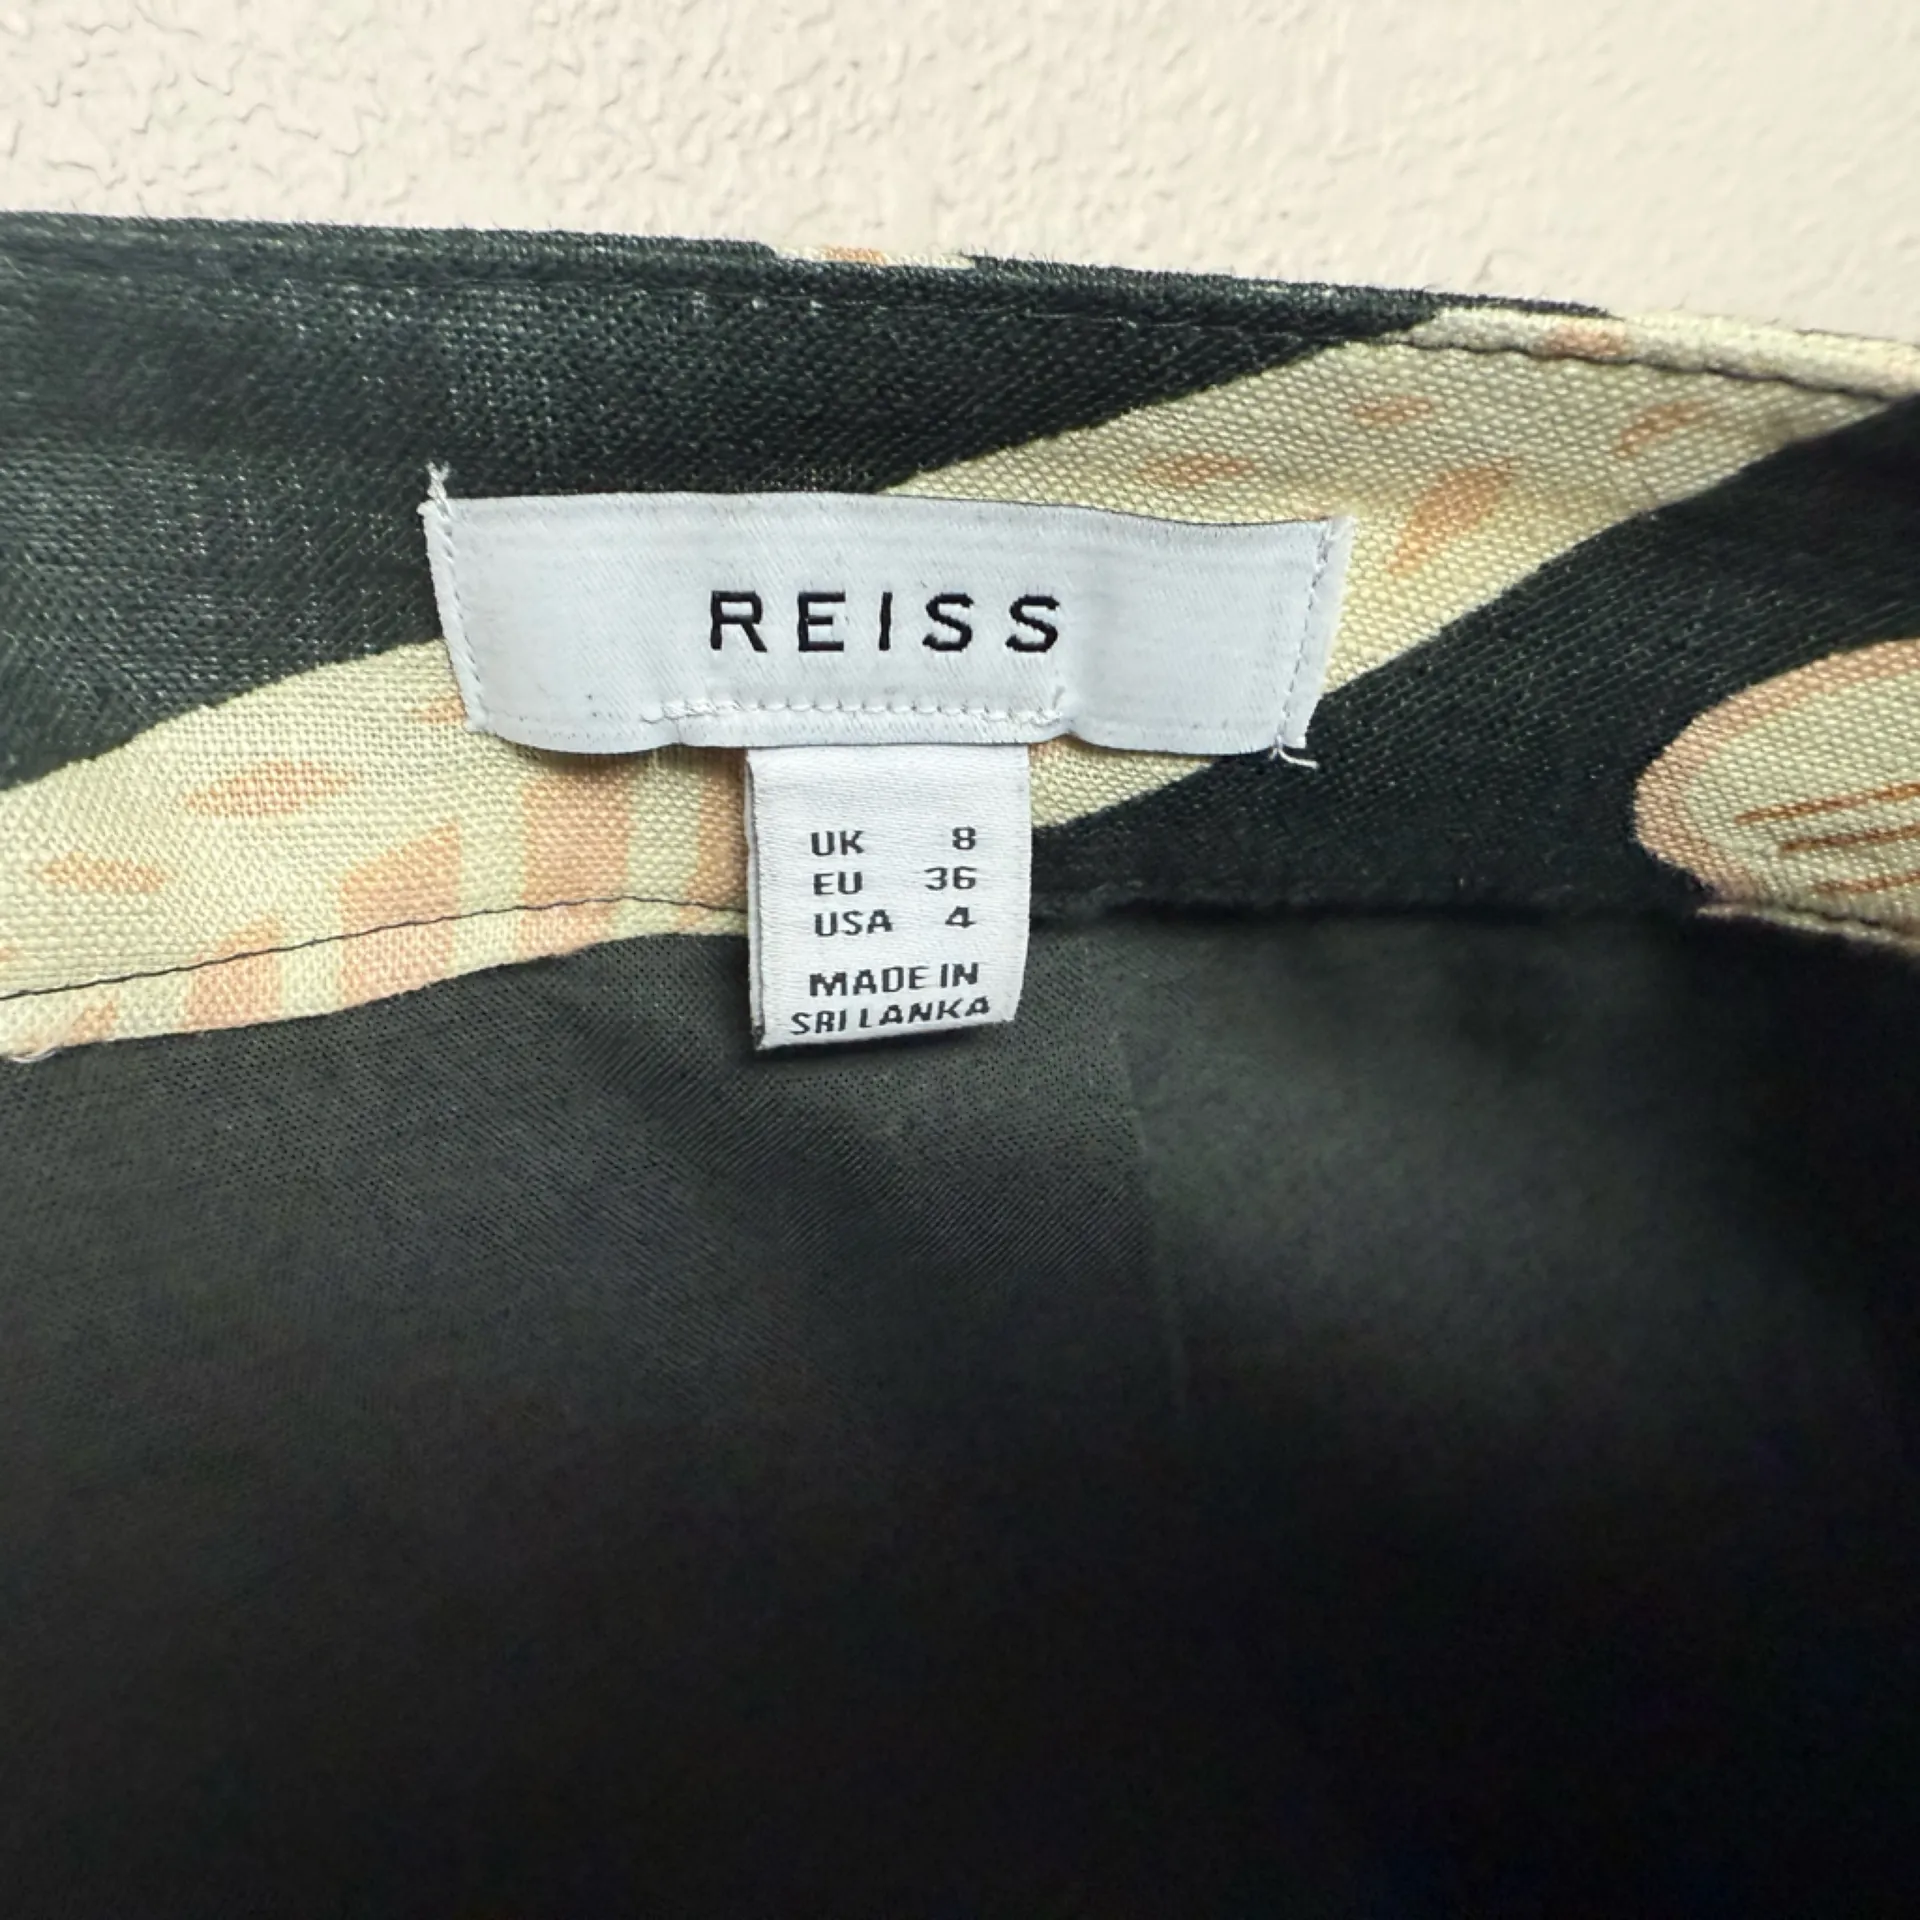 REISS
UK 8
EU 36
USA 4
MADE IN
SRI LANKA